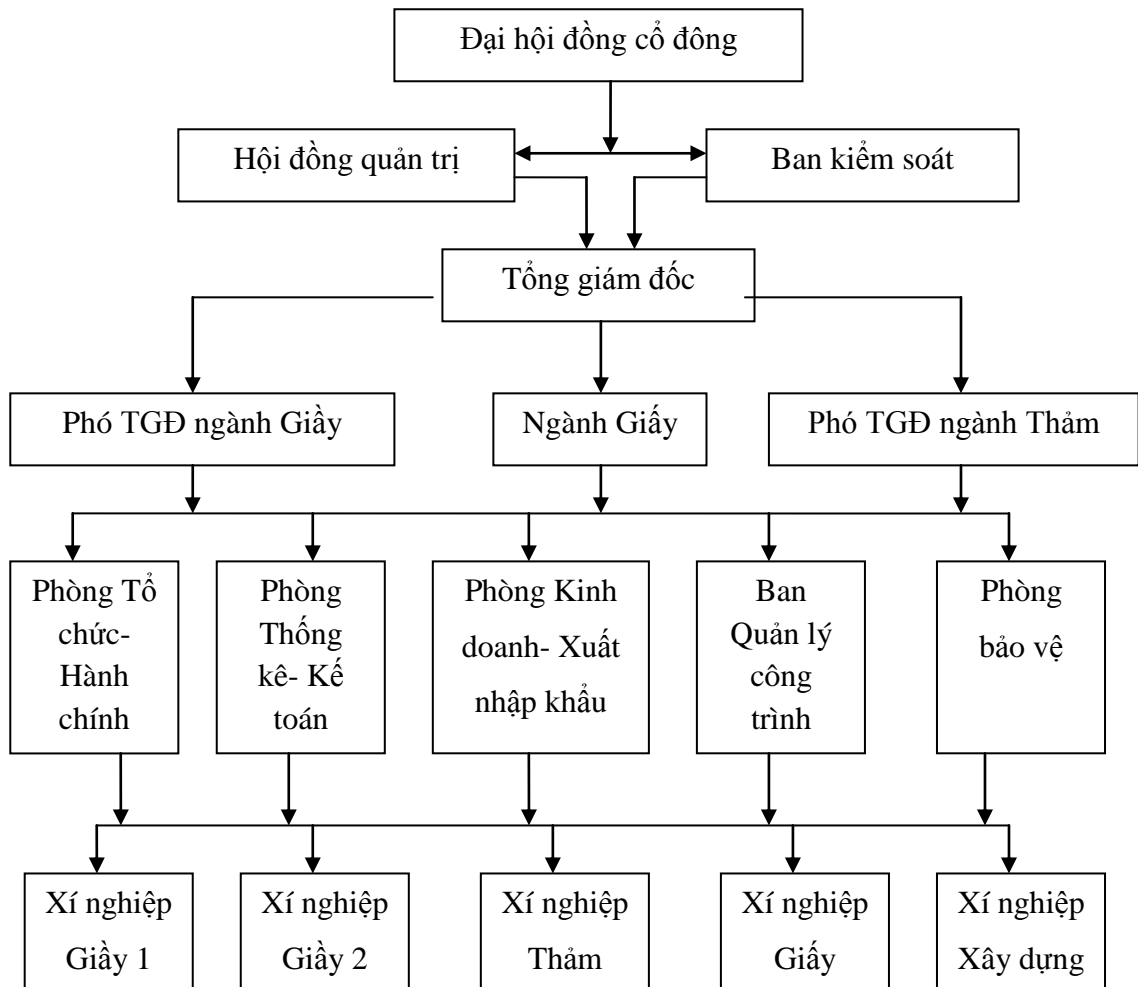 Đại hội đồng cổ đông
Hội đồng quản trị
Ban kiểm soát
Tổng giám đốc
Phó TGĐ ngành Giầy
Ngành Giấy
Phó TGĐ ngành Thảm
Phòng Tổ
chức-
Hành
chính
Phòng
Thống
kê- Kế
toán
Phòng Kinh
doanh- Xuất
nhập khẩu
Ban
Quản lý
công
trình
Phòng
bảo vệ
Xí nghiệp
Giầy 1
Xí nghiệp
Giầy 2
Xí nghiệp
Thảm
Xí nghiệp
Giấy
Xí nghiệp
Xây dựng